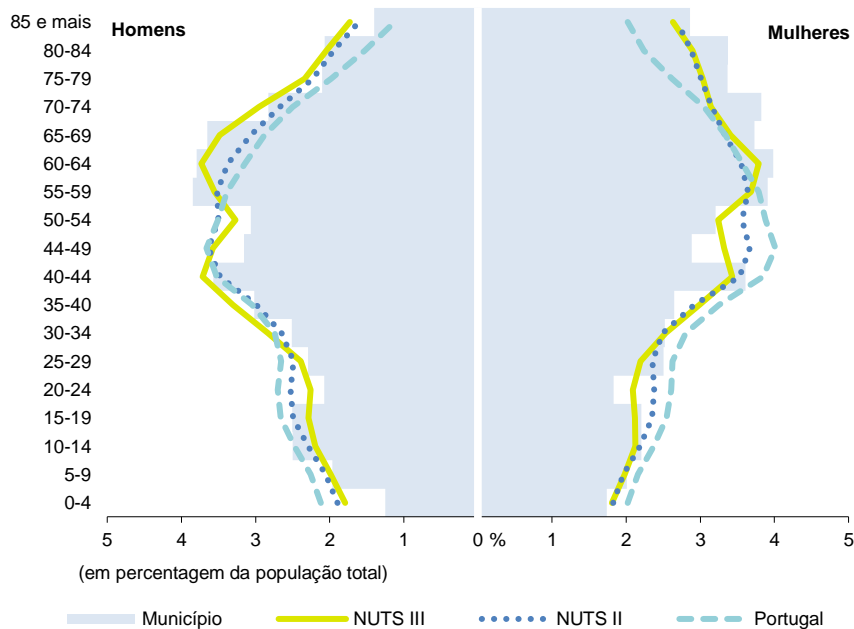 85 e mais
Homens
Mulheres
80-84
75-79
70-74
65-69
60-64
55-59
50-54
44-49
40-44
35-40
30-34
25-29
20-24
15-19
10-14
5-9
0-4
5 4 3 2 1 0 % 1 2 3 4 5
(em percentagem da população total)
Município NUTS III NUTS II Portugal